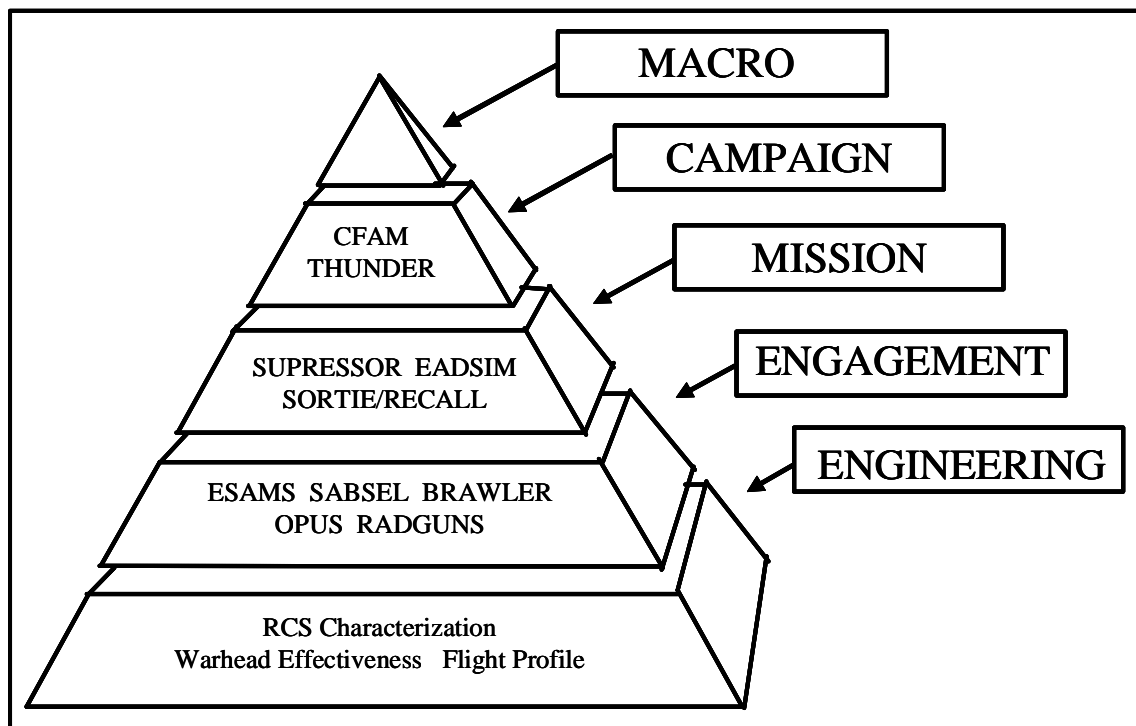 MACRO
CAMPAIGN
CFAM
THUNDER
MISSION
SUPRESSOR EADSIM
SORTIE/RECALL
ENGAGEMENT
ESAMS SABSEL BRAWLER
OPUS RADGUNS
ENGINEERING
RCS Characterization
Warhead Effectiveness Flight Profile